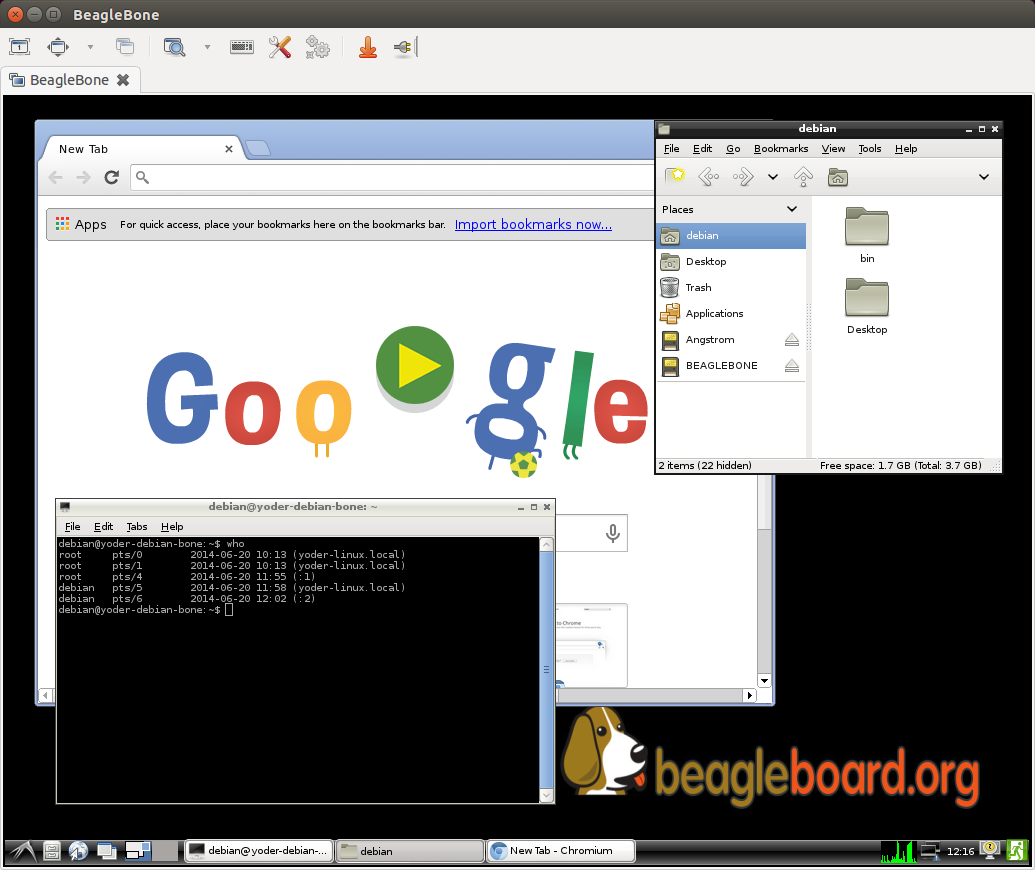 BeagleBone
BeagleBone
New Tab
Apps For quick access, place your bookmarks here on the bookmarks bar. Import bookmarks now...
Google
to Chrome
debian
File Edit Go Bookmarks View Tools Help
Places
debian
Desktop
Trash
Applications
Angstrom
BEAGLEBONE
bin
Desktop
2 items (22 hidden) Free space: 1.7 GB (Total: 3.7 GB)
debian@yoder-debian-bone: ~
File Edit Tabs Help
debian@yoder-debian-bone:~$ who
root pts/0 2014-06-20 10:13 (yoder-linux.local)
root pts/1 2014-06-20 10:13 (yoder-linux.local)
root pts/4 2014-06-20 11:55 (:1)
debian pts/5 2014-06-20 11:58 (yoder-linux.local)
debian pts/6 2014-06-20 12:02 (:2)
debian@yoder-debian-bone:~$
beagleboard.org
debian@yoder-debian-... debian New Tab - Chromium 12:16